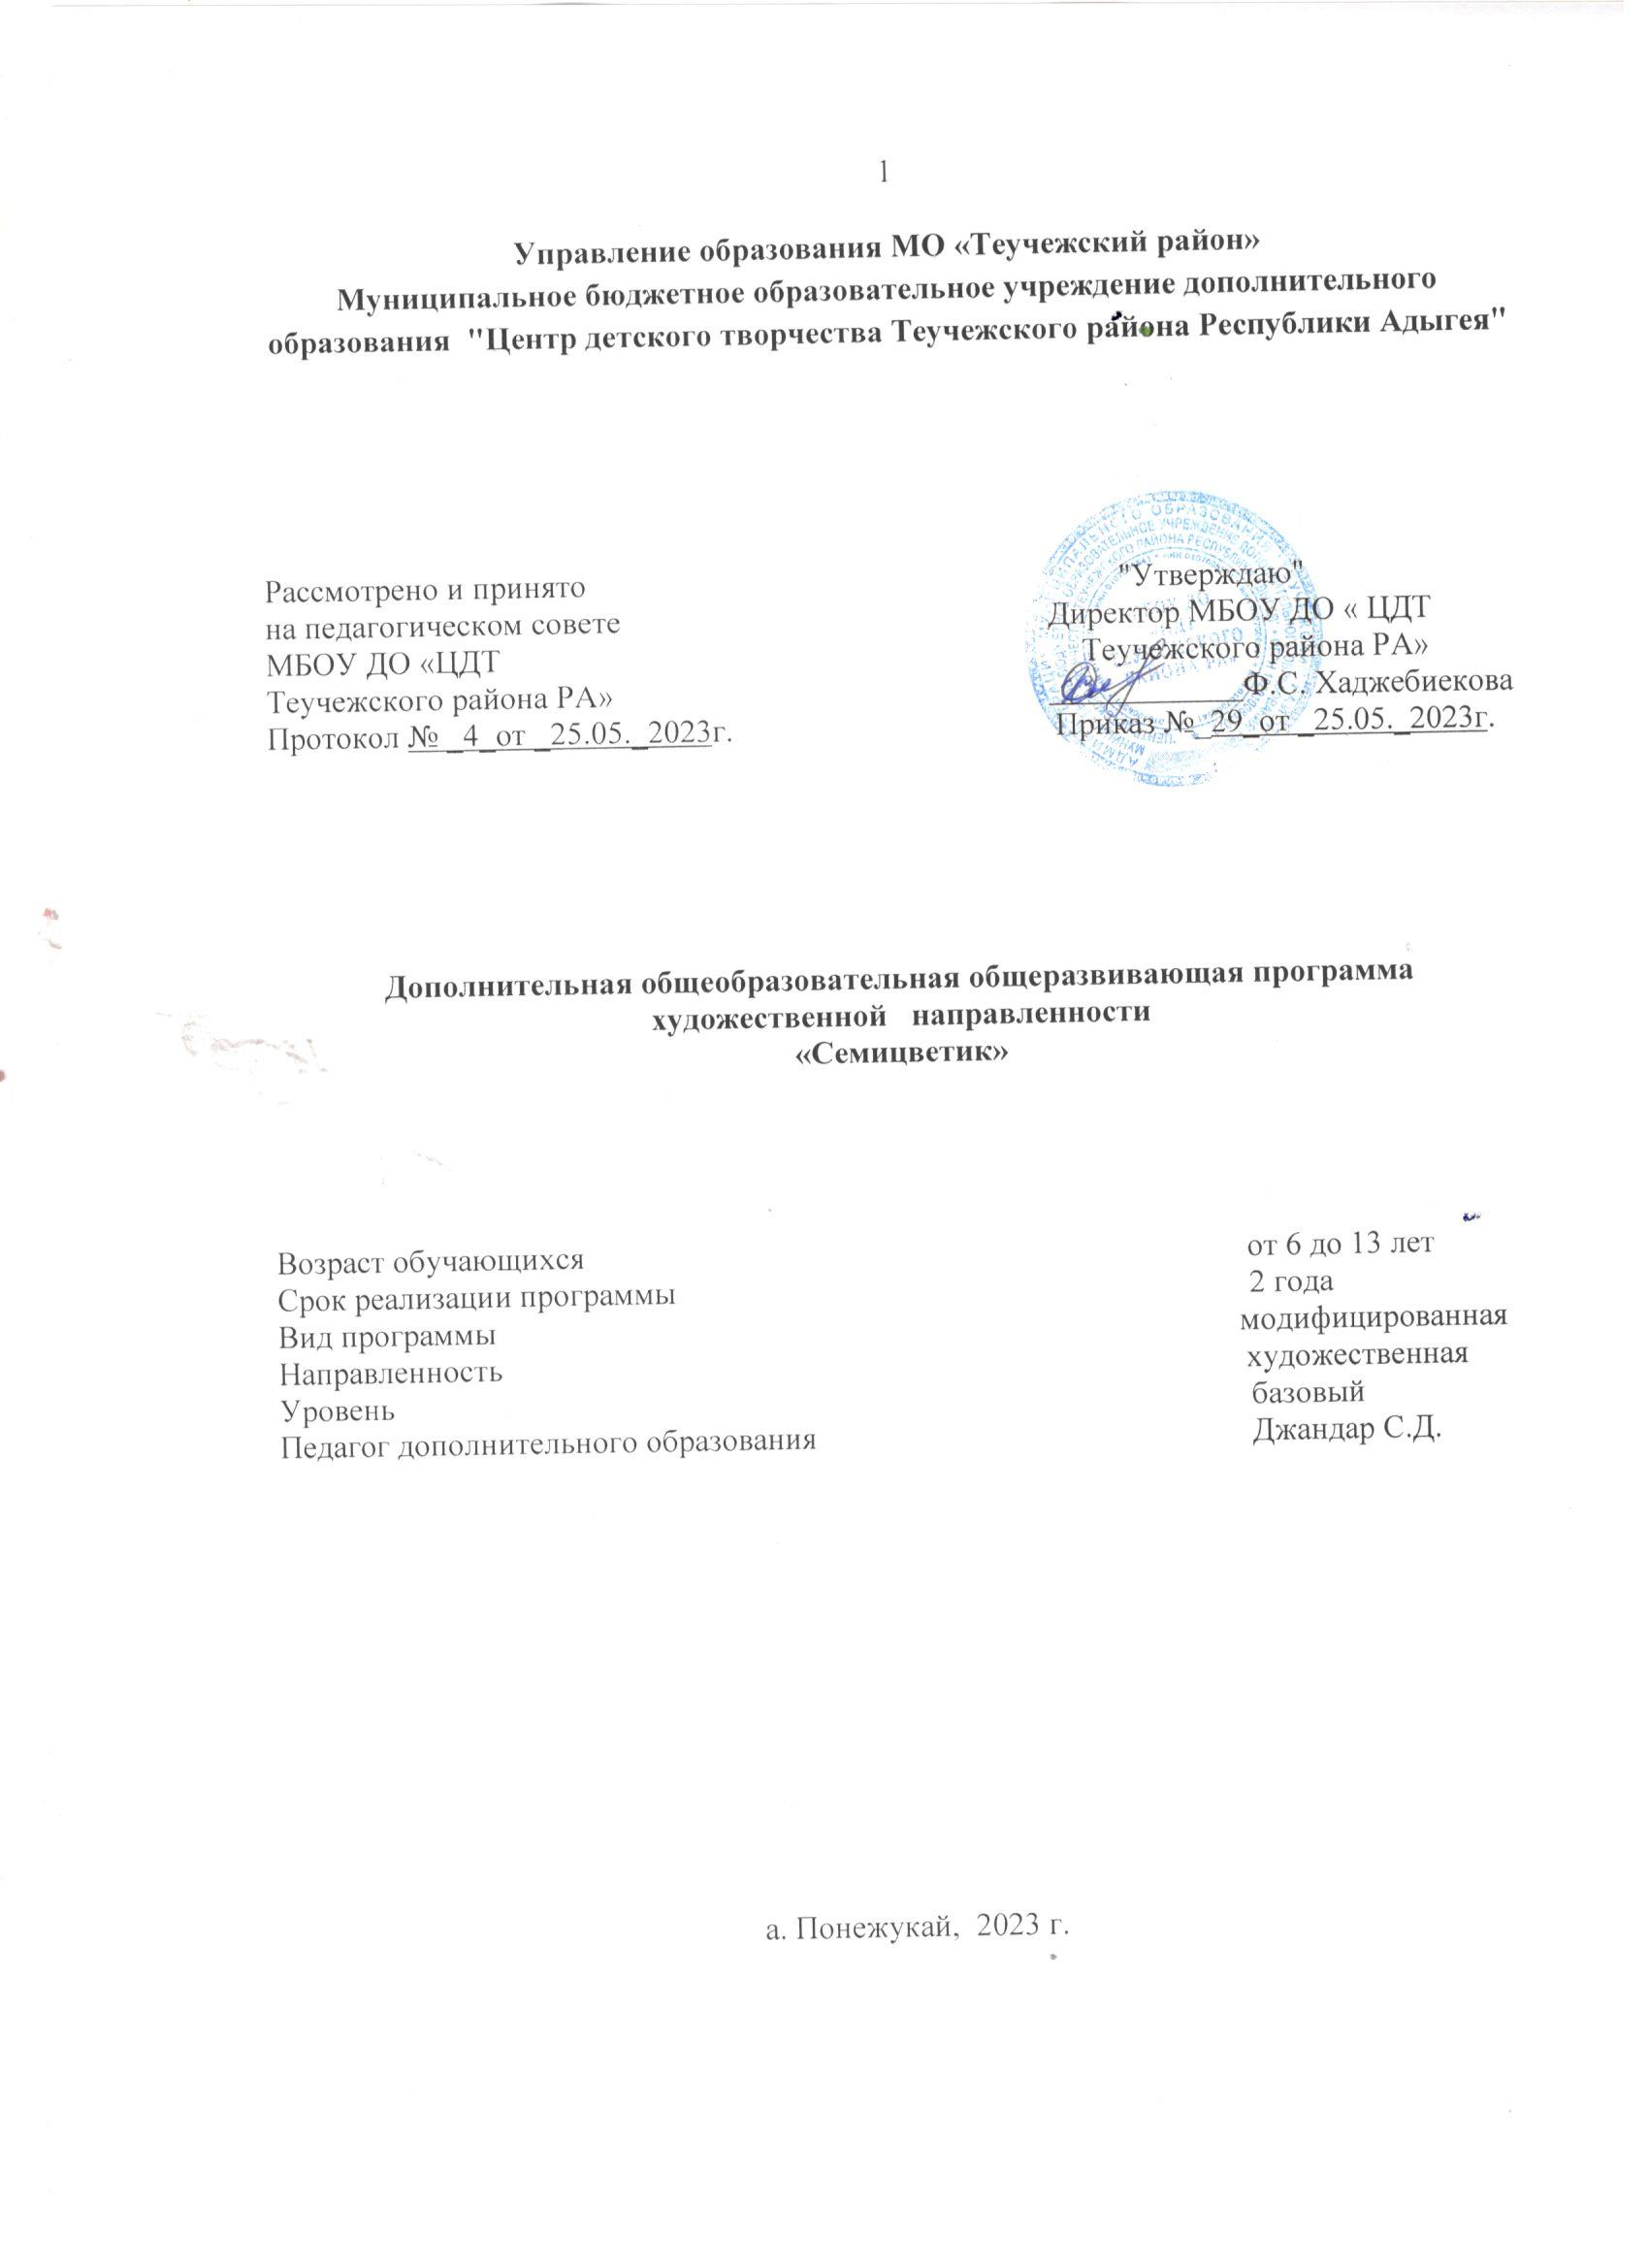 1
Управление образования МО «Теучежский район»
Муниципальное бюджетное образовательное учреждение дополнительного
образования "Центр детского творчества Теучежского района Республики Адыгея"
Рассмотрено и принято
на педагогическом совете
МБОУ ДО «ЦДТ
Теучежского района РА»
Протокол № _4_от _25.05._2023г.
"Утверждаю"
Директор МБОУ ДО « ЦДТ
Теучежского района РА»
____________Ф.С. Хаджебиекова
Приказ №_29_от _25.05._2023г.
Дополнительная общеобразовательная общеразвивающая программа
художественной направленности
«Семицветик»
Возраст обучающихся от 6 до 13 лет
Срок реализации программы 2 года
Вид программы модифицированная
Направленность художественная
Уровень базовый
Педагог дополнительного образования Джандар С.Д.
а. Понежукай, 2023 г.